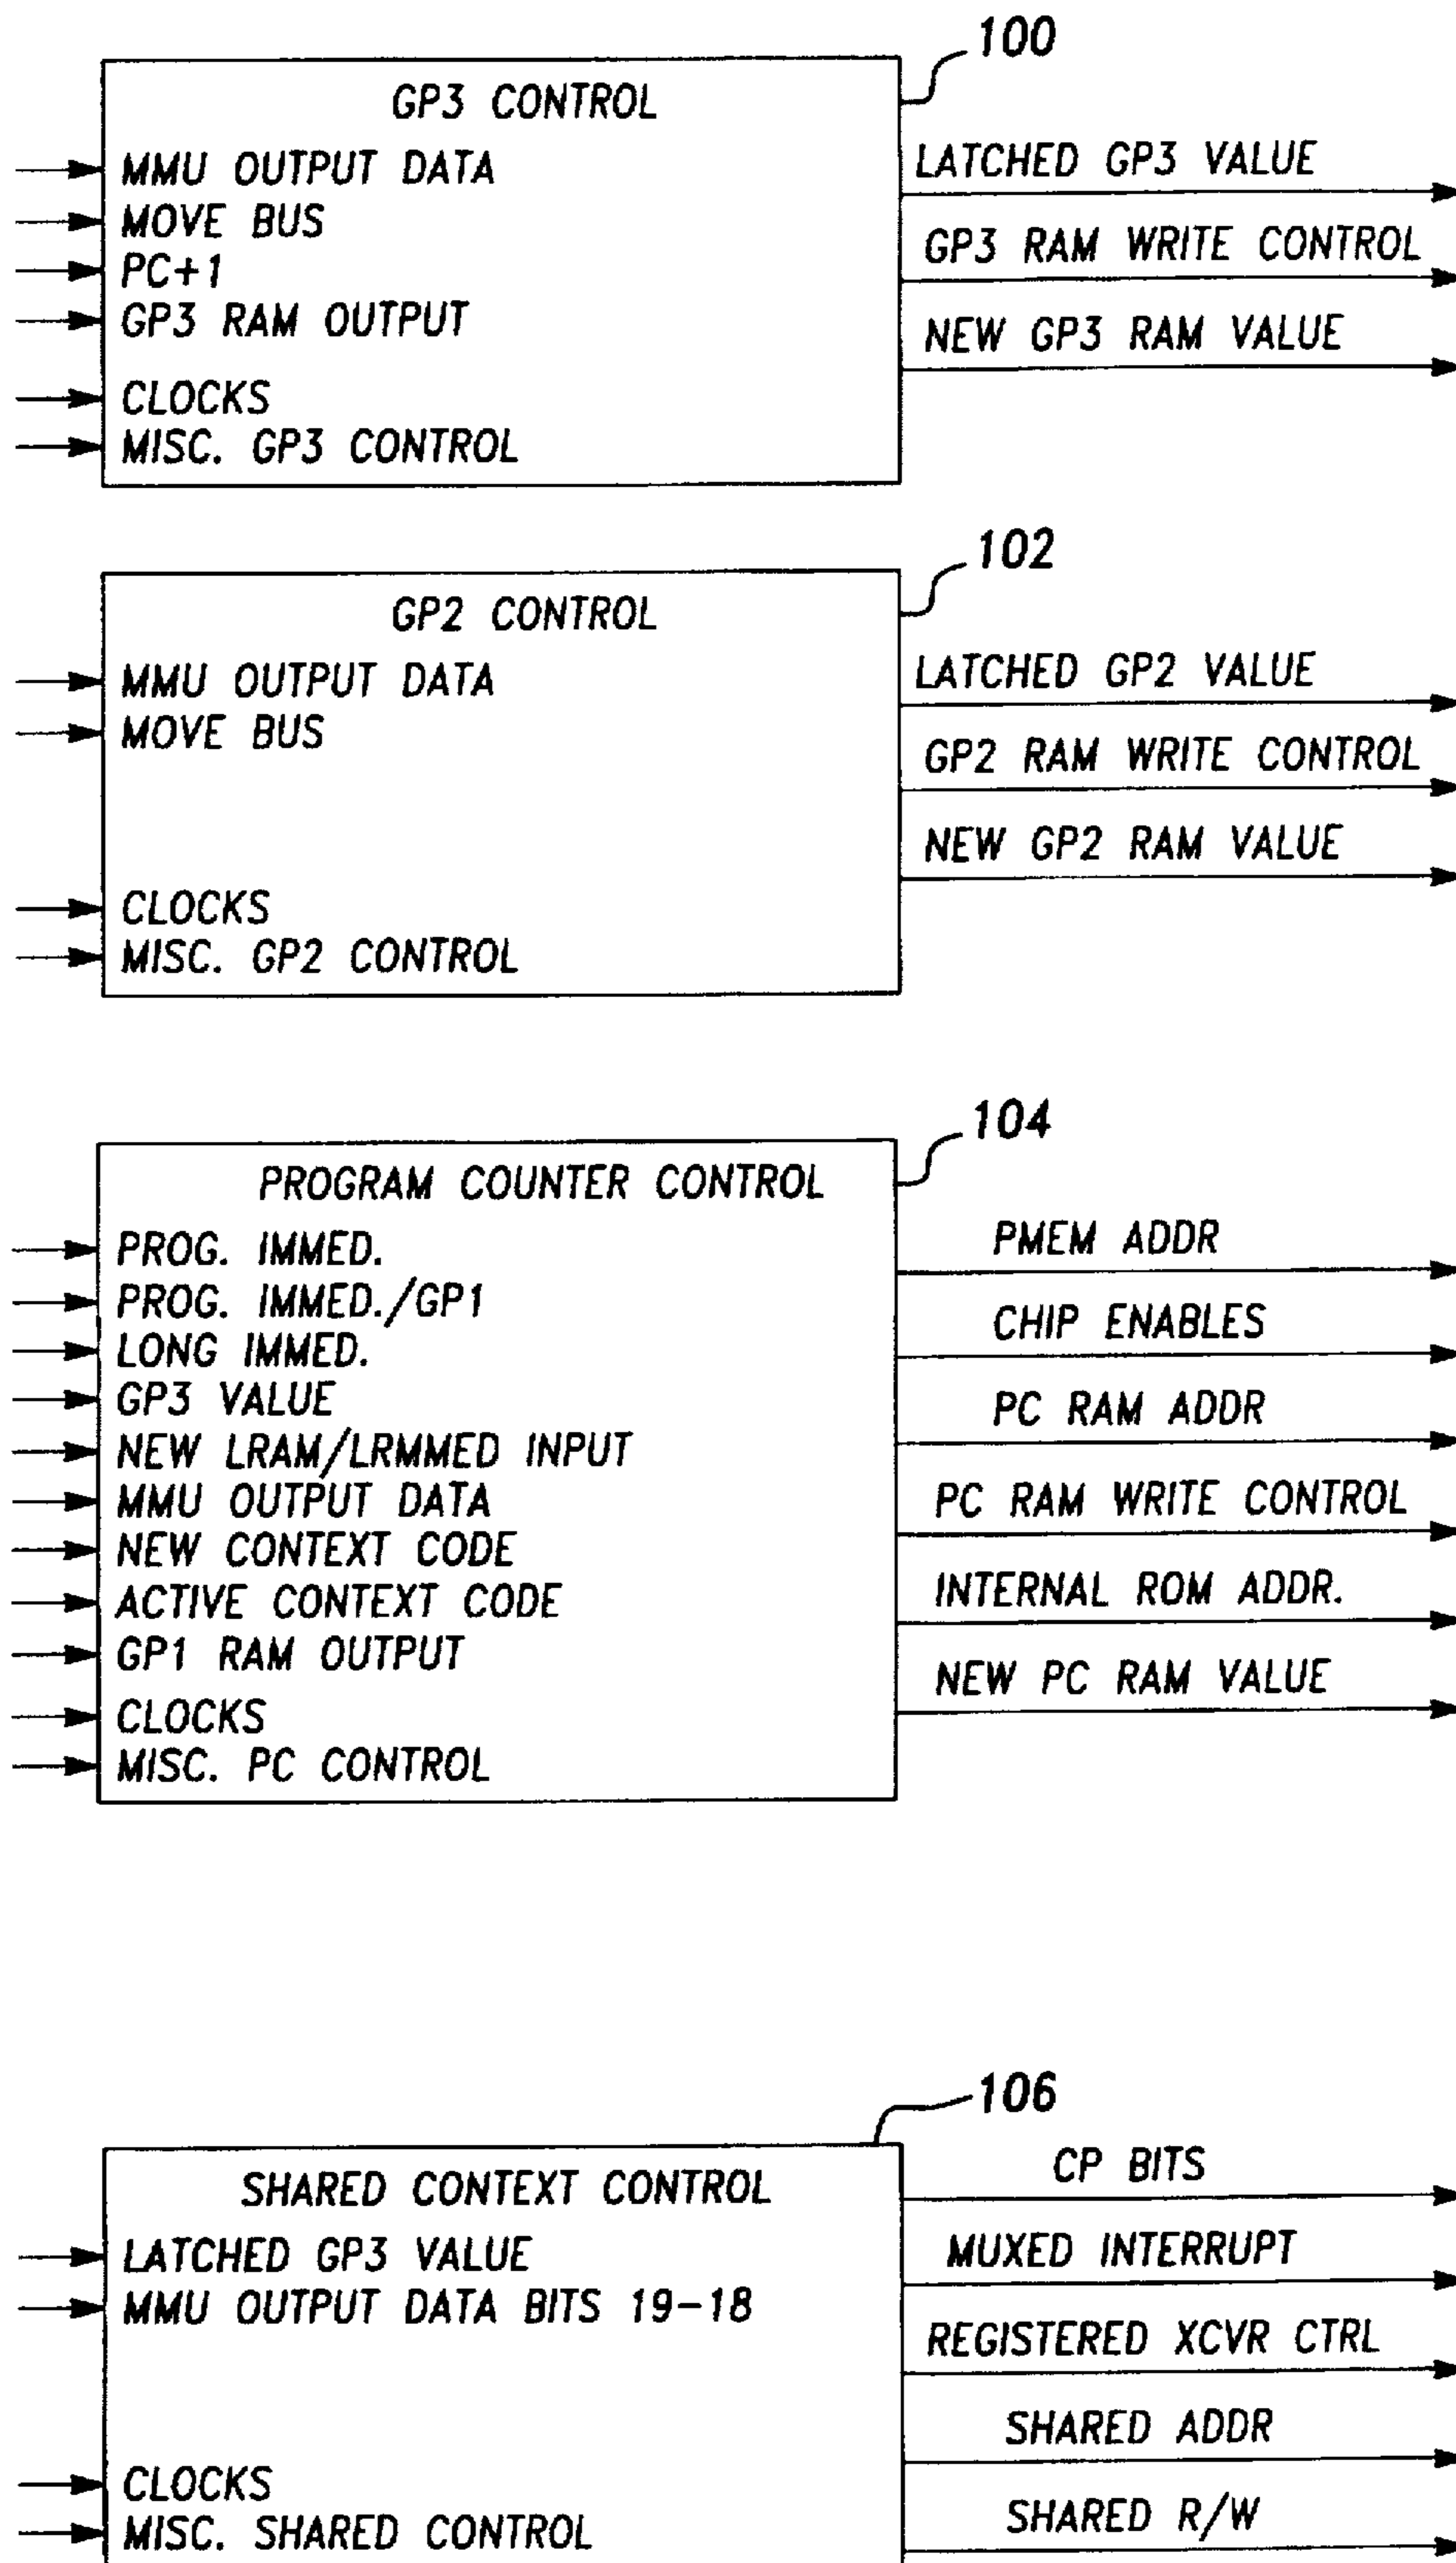 100
GP3 CONTROL
MMU OUTPUT DATA
MOVE BUS
PC+1
GP3 RAM OUTPUT
CLOCKS
MISC. GP3 CONTROL
LATCHED GP3 VALUE
GP3 RAM WRITE CONTROL
NEW GP3 RAM VALUE
102
GP2 CONTROL
MMU OUTPUT DATA
MOVE BUS
CLOCKS
MISC. GP2 CONTROL
LATCHED GP2 VALUE
GP2 RAM WRITE CONTROL
NEW GP2 RAM VALUE
104
PROGRAM COUNTER CONTROL
PROG. IMMED.
PROG. IMMED./GP1
LONG IMMED.
GP3 VALUE
NEW LRAM/LRMMED INPUT
MMU OUTPUT DATA
NEW CONTEXT CODE
ACTIVE CONTEXT CODE
GP1 RAM OUTPUT
CLOCKS
MISC. PC CONTROL
PMEM ADDR
CHIP ENABLES
PC RAM ADDR
PC RAM WRITE CONTROL
INTERNAL ROM ADDR.
NEW PC RAM VALUE
106
SHARED CONTEXT CONTROL
LATCHED GP3 VALUE
MMU OUTPUT DATA BITS 19-18
CLOCKS
MISC. SHARED CONTROL
CP BITS
MUXED INTERRUPT
REGISTERED XCVR CTRL
SHARED ADDR
SHARED R/W